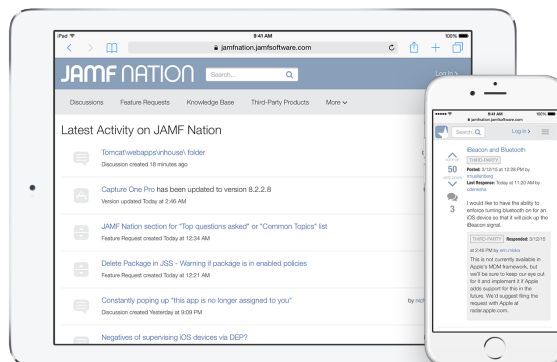 iPad
9:41 AM
100%
jamfnation.jamfsoftware.com
JAMF NATION
Search...
Log In >
Discussions Feature Requests Knowledge Base Third-Party Products More
Latest Activity on JAMF Nation
Tomcat\webapps\inhouse\ folder
Discussion created 18 minutes ago
Capture One Pro has been updated to version 8.2.2.8
Version updated Today at 2:46 AM
JAMF Nation section for "Top questions asked" or "Common Topics" list
Feature Request created Today at 12:34 AM
Delete Package in JSS - Warning if package is in enabled policies
Feature Request created Today at 12:21 AM
Constantly poping up "this app is no longer assigned to you"
Discussion created Yesterday at 9:09 PM
by
Negatives of supervising iOS devices via DEP?
9:41 AM
100%
jamfnation.jamfsoftware.com
Search
Log In >
iBeacon and Bluetooth
THIRD-PARTY
50
Posted: 3/12/15 at 12:28 PM by
Last Response: Today at 11:20 AM by
3
I would like to have the ability to
enforce turning bluetooth on for an
iOS device so that it will pick up the
iBeacon signal.
THIRD-PARTY Responded: 3/12/15
at 2:46 PM by
This is not currently available in
Apple's MDM framework, but
we'll be sure to keep our eye out
for it and implement it if Apple
adds support for this in the
future. We'd suggest filing the
request with Apple at
radar.apple.com.